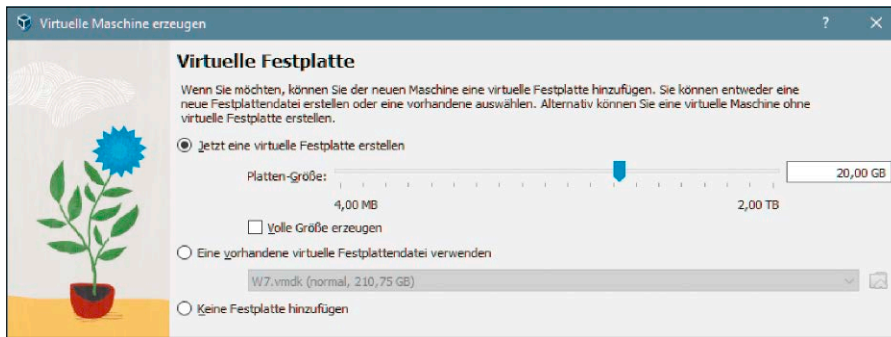 Virtuelle Maschine erzeugen
Virtuelle Festplatte
Wenn Sie möchten, können Sie der neuen Maschine eine virtuelle Festplatte hinzufügen. Sie können entweder eine
neue Festplattendatei erstellen oder eine vorhandene auswählen. Alternativ können Sie eine virtuelle Maschine ohne
virtuelle Festplatte erstellen.
Jetzt eine virtuelle Festplatte erstellen
Platten-Größe:
20,00 GB
4,00 MB
2,00 TB
Volle Größe erzeugen
Eine vorhandene virtuelle Festplattendatei verwenden
W7.vmdk (normal, 210,75 GB)
Keine Festplatte hinzufügen